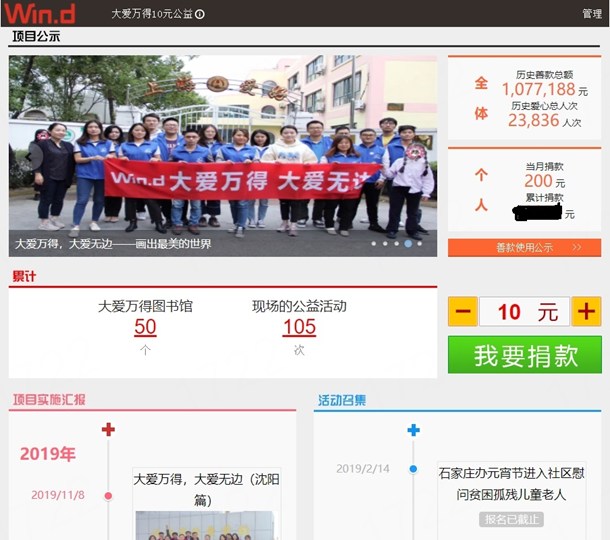 Win.d
大爱万得10元公益
管理
项目公示
Win.d 大爱万得 大爱无边
大爱万得，大爱无边——画出最美的世界
全体
历史善款总额
1,077,188 元
历史爱心总人次
23,836 人次
个人
当月捐款
200 元
累计捐款
元
善款使用公示 >>
累计
大爱万得图书馆
50
个
现场的公益活动
105
次
10 元
我要捐款
项目实施汇报
2019年
2019/11/8
大爱万得，大爱无边（沈阳
篇）
活动召集
2019/2/14
石家庄办元宵节进入社区慰
问贫困孤残儿童老人
报名已截止